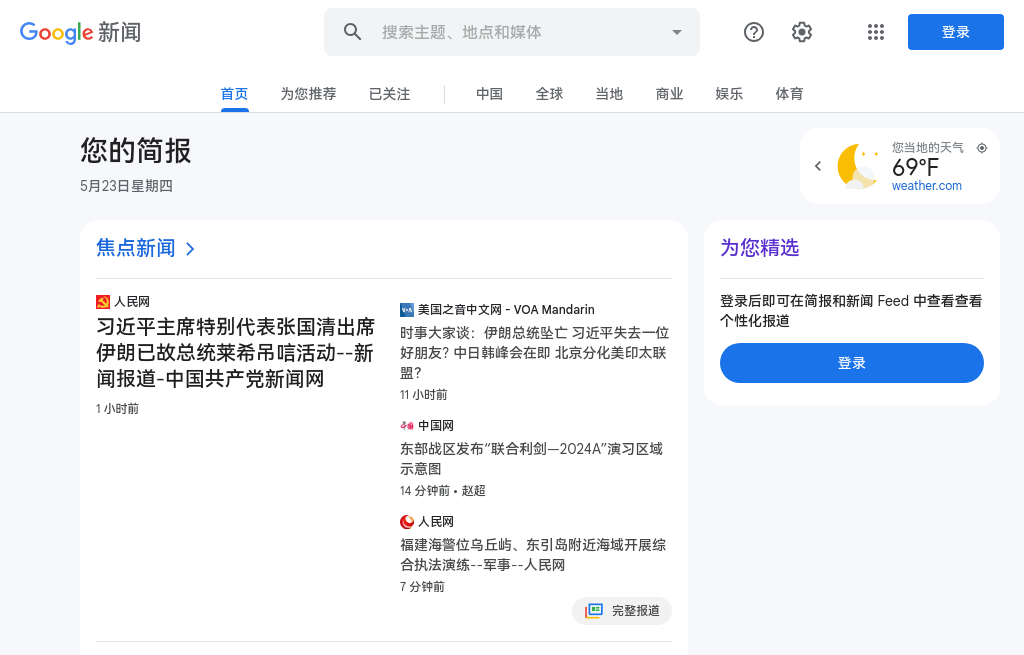 Google 新闻
搜索主题、地点和媒体
登录
首页
为您推荐
已关注
中国
全球
当地
商业
娱乐
体育
您的简报
5月23日星期四
您当地的天气
69°F
weather.com
焦点新闻
人民网
习近平主席特别代表张国清出席
伊朗已故总统莱希吊唁活动--新
闻报道-中国共产党新闻网
1 小时前
VOA
美国之音中文网 - VOA Mandarin
时事大家谈：伊朗总统坠亡 习近平失去一位
好朋友? 中日韩峰会在即 北京分化美印太联
盟?
11 小时前
中国网
东部战区发布“联合利剑—2024A”演习区域
示意图
14 分钟前 • 赵超
人民网
福建海警位乌丘屿、东引岛附近海域开展综
合执法演练--军事--人民网
7 分钟前
完整报道
为您精选
登录后即可在简报和新闻 Feed 中查看查看
个性化报道
登录